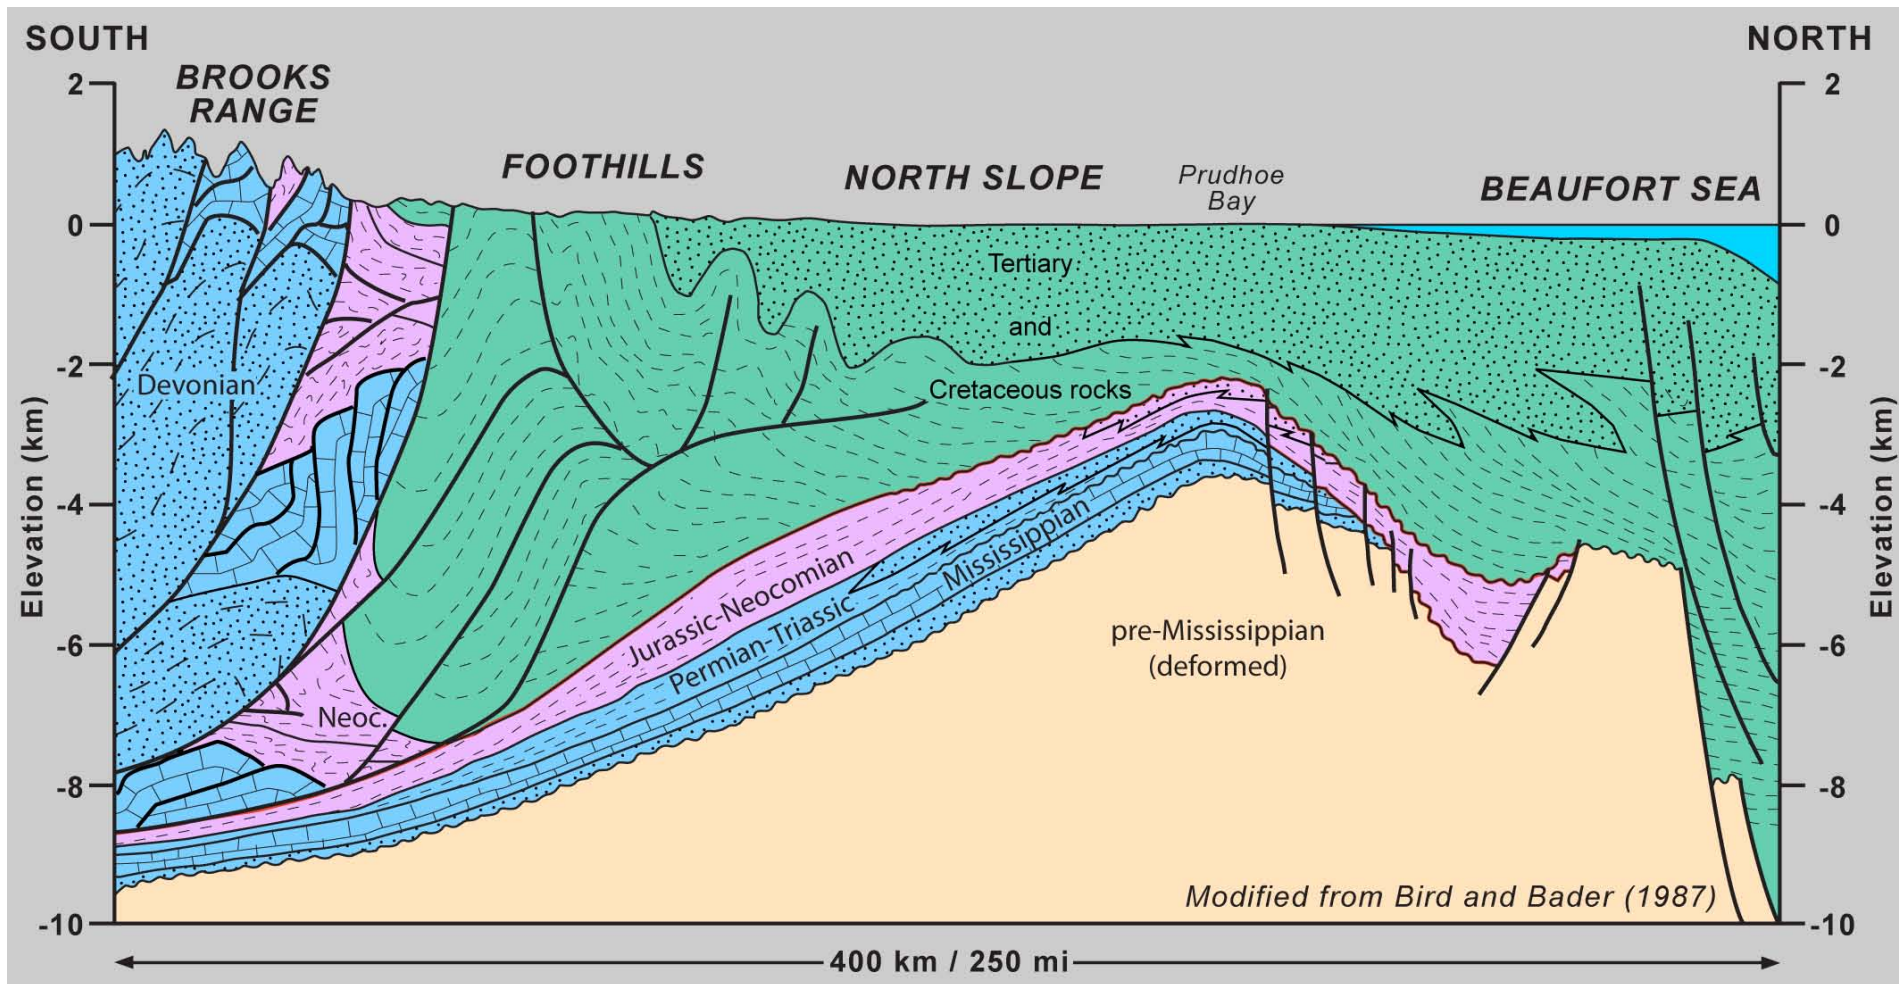 SOUTH
NORTH
BROOKS
RANGE
FOOTHILLS
NORTH SLOPE
Prudhoe
Bay
BEAUFORT SEA
2
0
-2
-4
-6
-8
-10
Elevation (km)
2
0
-2
-4
-6
-8
-10
Elevation (km)
Tertiary
and
Cretaceous rocks
Devonian
Jurassic-Neocomian
Permian-Triassic
Mississippian
pre-Mississippian
(deformed)
Neoc.
Modified from Bird and Bader (1987)
400 km / 250 mi